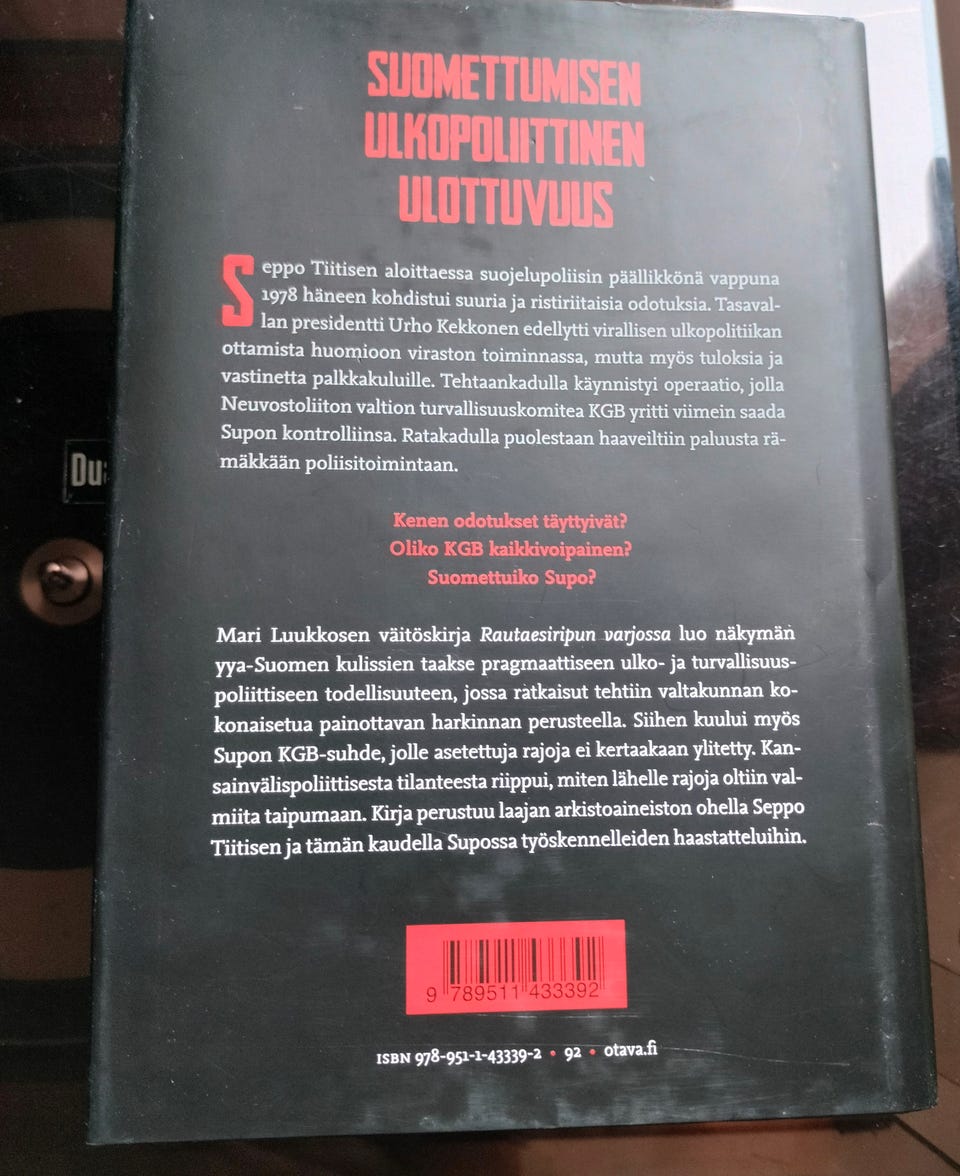 SUOMETTUMISEN
ULKOPOLIITTINEN
ULOTTUVUUS
Seppo Tiitisen aloittaessa suojelupoliisin päällikkönä vappuna
1978 häneen kohdistui suuria ja ristiriitaisia odotuksia. Tasaval-
lan presidentti Urho Kekkonen edellytti virallisen ulkopolitiikan
ottamista huomioon viraston toiminnassa, mutta myös tuloksia ja
vastinetta palkkakuluille. Tehtaankadulla käynnistyi operaatio, jolla
Neuvostoliiton valtion turvallisuuskomitea KGB yritti viimein saada
Supon kontrolliinsa. Ratakadulla puolestaan haaveiltiin paluusta rä-
mäkkään poliisitoimintaan.
Kenen odotukset täyttyivät?
Oliko KGB kaikkivoipainen?
Suomettuiko Supo?
Mari Luukkosen väitöskirja Rautaesiripun varjossa luo näkymän
yya-Suomen kulissien taakse pragmaattiseen ulko- ja turvallisuus-
poliittiseen todellisuuteen, jossa ratkaisut tehtiin valtakunnan ko-
konaisetua painottavan harkinnan perusteella. Siihen kuului myös
Supon KGB-suhde, jolle asetettuja rajoja ei kertaakaan ylitetty. Kan-
sainvälispoliittisesta tilanteesta riippui, miten lähelle rajoja oltiin val-
miita taipumaan. Kirja perustuu laajan arkistoaineiston ohella Seppo
Tiitisen ja tämän kaudella Supossa työskennelleiden haastatteluihin.
9 789511 433392
ISBN 978-951-1-43339-2 • 92 • otava.fi